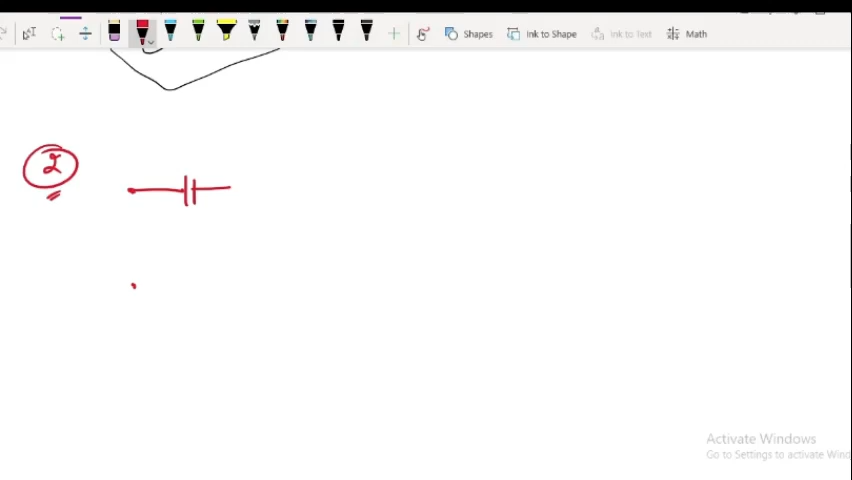 Shapes Ink to Shape Ink to Text Math
2
Activate Windows
Go to Settings to activate Wind